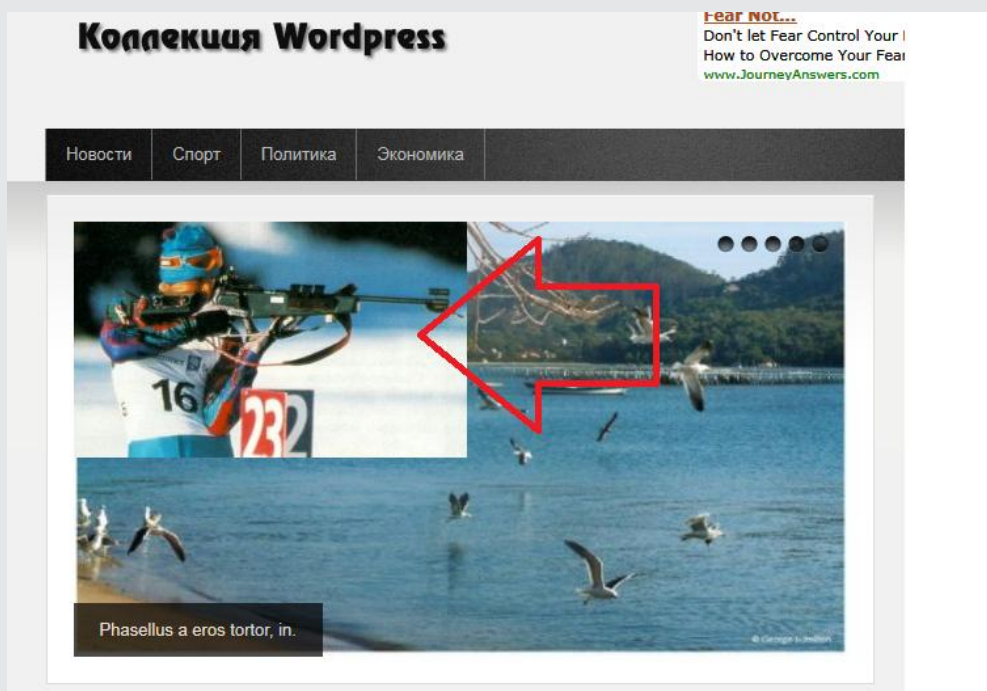 Коллекция Wordpress
Fear Not...
Don't let Fear Control Your
How to Overcome Your Fear
www.JourneyAnswers.com
Новости Спорт Политика Экономика
16
232
Phasellus a eros tortor, in.